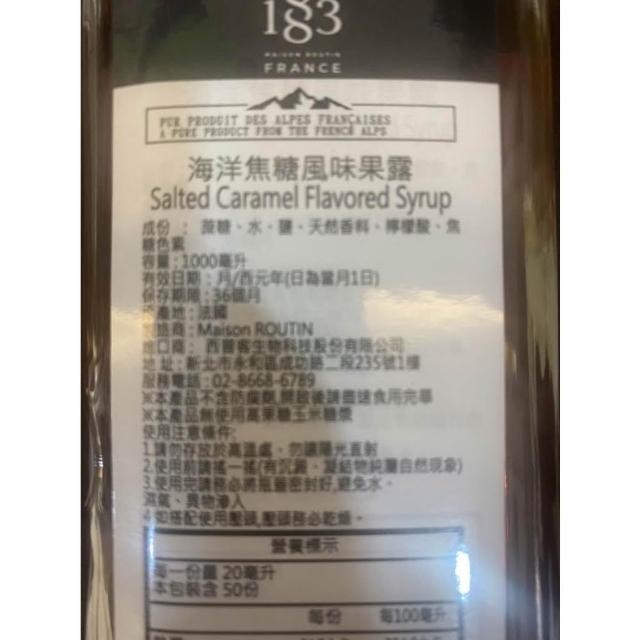 1883
MAISON ROUTIN
FRANCE
PUR PRODUIT DES ALPES FRANÇAISES
A PURE PRODUCT FROM THE FRENCH ALPS
海洋焦糖風味果露
Salted Caramel Flavored Syrup
成份 : 蔗糖、水、鹽、天然香料、檸檬酸、焦
糖色素
容量:1000毫升
有效日期:月/西元年(日為當月1日)
保存期限:36個月
產地:法國
製造商:Maison ROUTIN
進口商: 西爾客生物科技股份有限公司
地址:新北市永和區成功路二段235號1樓
服務電話:02-8668-6789
※本產品不含防腐劑,開啟後請儘速食用完畢
※本產品無使用高果糖玉米糖漿
使用注意條件:
1.請勿存放於高溫處、勿讓陽光直射
2.使用前請搖一搖(有沉澱、凝結物純屬自然現象)
3.使用完請務必將瓶蓋密封好,避免水、
濕氣、異物滲入
4.如搭配使用壓頭,壓頭務必乾燥。
營養標示
每一份量 20毫升
本包裝含 50份
每份 每100毫升